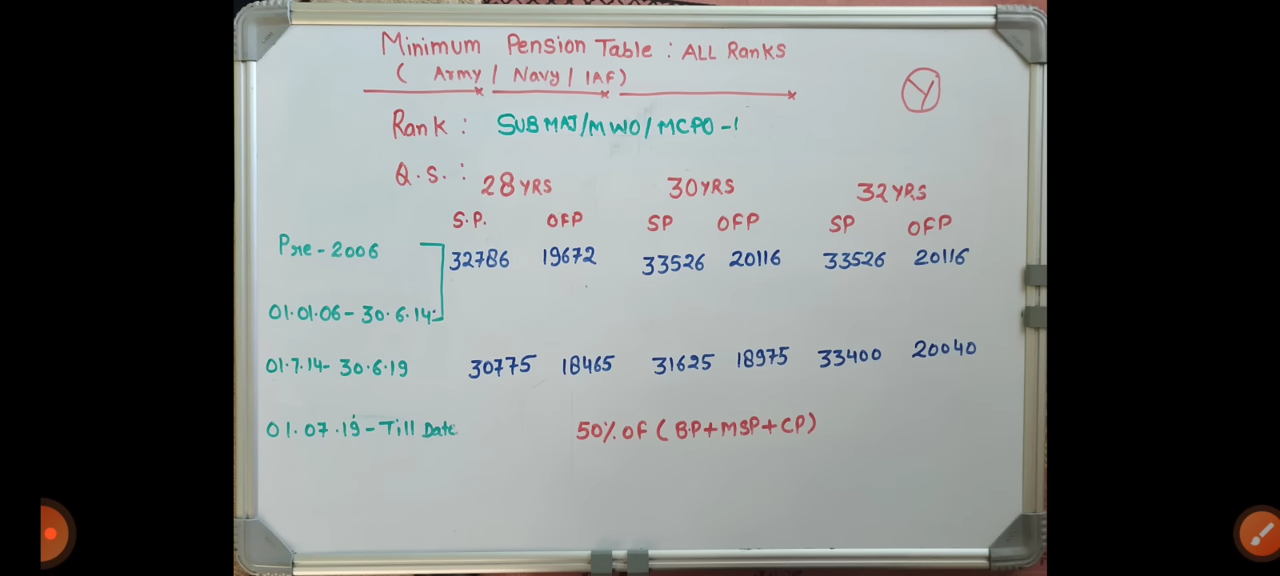 Minimum Pension Table : ALL Ranks
( Army / Navy / IAF)
Y
Rank : SUB MAJ/MWO/MCPO-1
Q.S. : 28 YRS 30 YRS 32 YRS
S.P. OFP SP OFP SP OFP
Pre-2006 32786 19672 33526 20116 33526 20116
01.01.06-30.6.14:
01.7.14-30.6.19 30775 18465 31625 18975 33400 20040
01.07.19-Till Date 50% OF (B.P+MSP+CP)